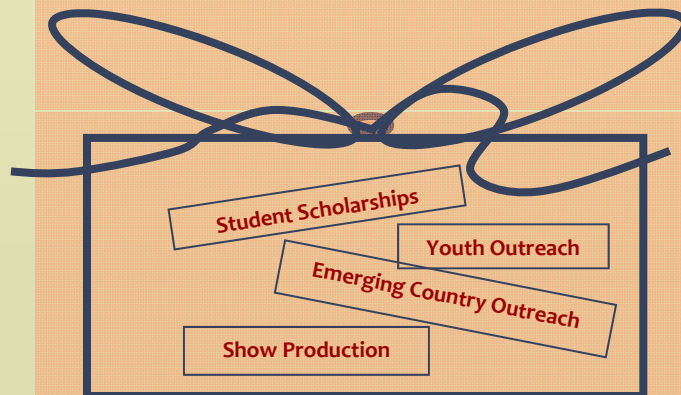 Student Scholarships
Youth Outreach
Emerging Country Outreach
Show Production